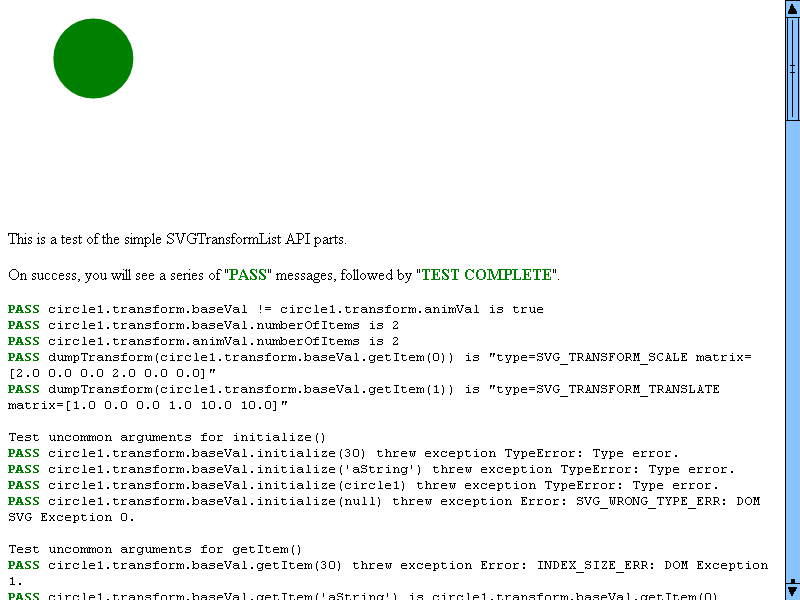 This is a test of the simple SVGTransformList API parts.
On success, you will see a series of "PASS" messages, followed by "TEST COMPLETE".
PASS circle1.transform.baseVal != circle1.transform.animVal is true
PASS circle1.transform.baseVal.numberOfItems is 2
PASS circle1.transform.animVal.numberOfItems is 2
PASS dumpTransform(circle1.transform.baseVal.getItem(0)) is "type=SVG_TRANSFORM_SCALE matrix=
[2.0 0.0 0.0 2.0 0.0 0.0]"
PASS dumpTransform(circle1.transform.baseVal.getItem(1)) is "type=SVG_TRANSFORM_TRANSLATE
matrix=[1.0 0.0 0.0 1.0 10.0 10.0]"
Test uncommon arguments for initialize()
PASS circle1.transform.baseVal.initialize(30) threw exception TypeError: Type error.
PASS circle1.transform.baseVal.initialize('aString') threw exception TypeError: Type error.
PASS circle1.transform.baseVal.initialize(circle1) threw exception TypeError: Type error.
PASS circle1.transform.baseVal.initialize(null) threw exception Error: SVG_WRONG_TYPE_ERR: DOM
SVG Exception 0.
Test uncommon arguments for getItem()
PASS circle1.transform.baseVal.getItem(30) threw exception Error: INDEX_SIZE_ERR: DOM Exception
1.
PASS circle1.transform.baseVal.getItem('aString') is circle1.transform.baseVal.getItem(0)